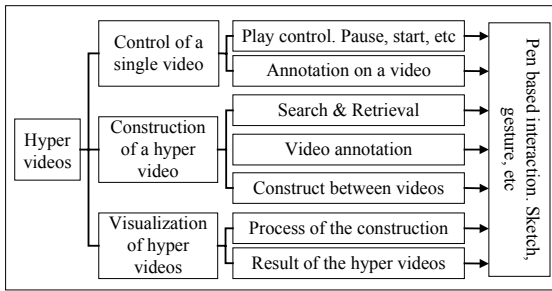 Hyper
videos
Control of a
single video
Construction
of a hyper
video
Visualization
of hyper
videos
Play control. Pause, start, etc
Annotation on a video
Search & Retrieval
Video annotation
Construct between videos
Process of the construction
Result of the hyper videos
Pen based interaction. Sketch,
gesture, etc